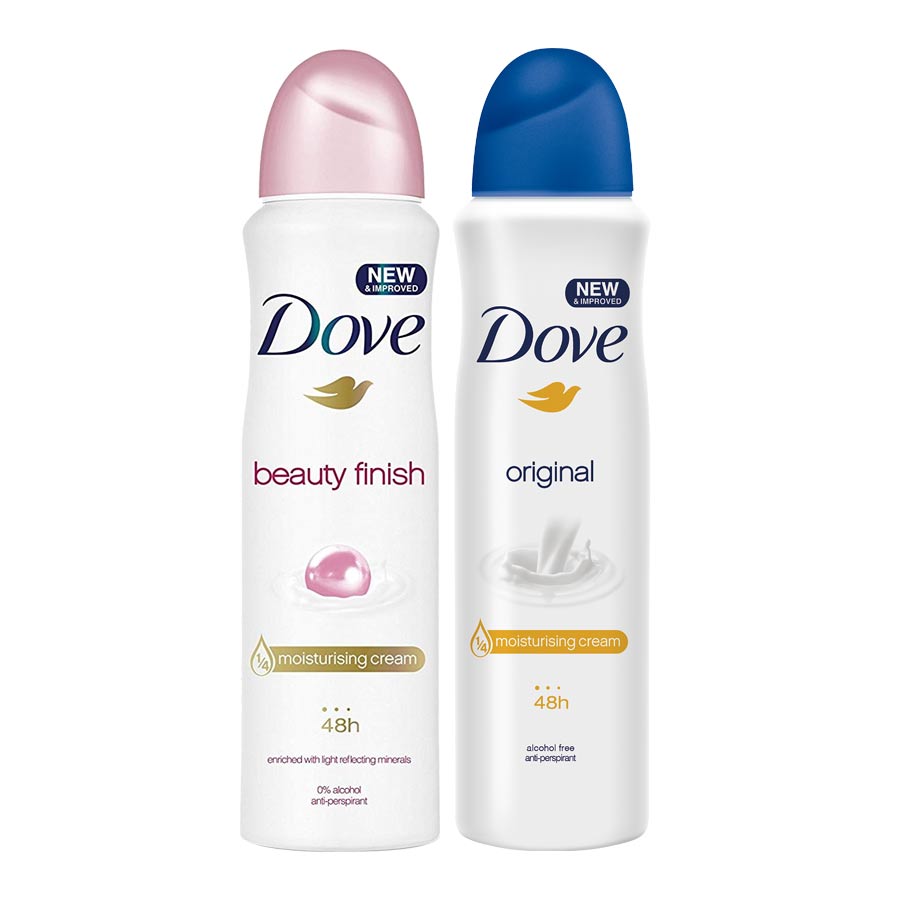 NEW
& IMPROVED
Dove
beauty finish
1/4 moisturising cream
48h
enriched with light reflecting minerals
0% alcohol
anti-perspirant
NEW
& IMPROVED
Dove
original
1/4 moisturising cream
48h
alcohol free
anti-perspirant